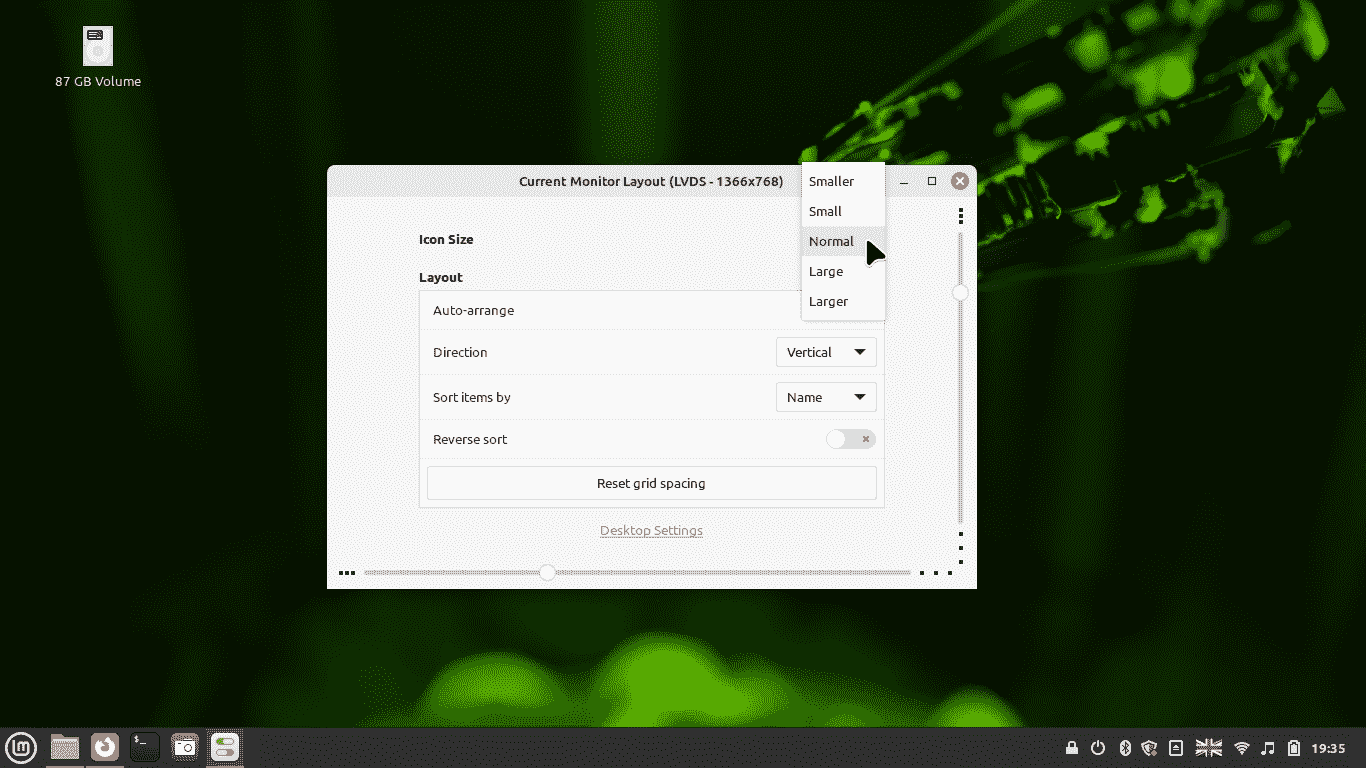 87 GB Volume
Current Monitor Layout (LVDS - 1366x768)
Smaller
Small
Icon Size
Normal
Large
Layout
Larger
Auto-arrange
Direction
Vertical
Sort items by
Name
Reverse sort
Reset grid spacing
Desktop Settings
lm
$_
19:35